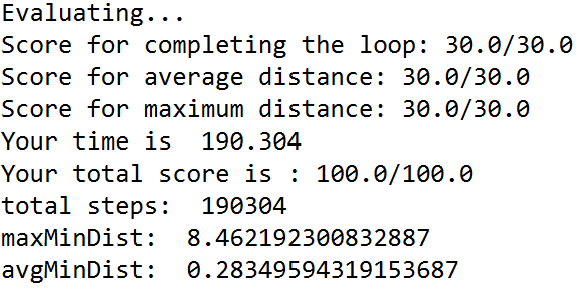 Evaluating...
Score for completing the loop: 30.0/30.0
Score for average distance: 30.0/30.0
Score for maximum distance: 30.0/30.0
Your time is  190.304
Your total score is : 100.0/100.0
total steps:  190304
maxMinDist:  8.462192300832887
avgMinDist:  0.28349594319153687